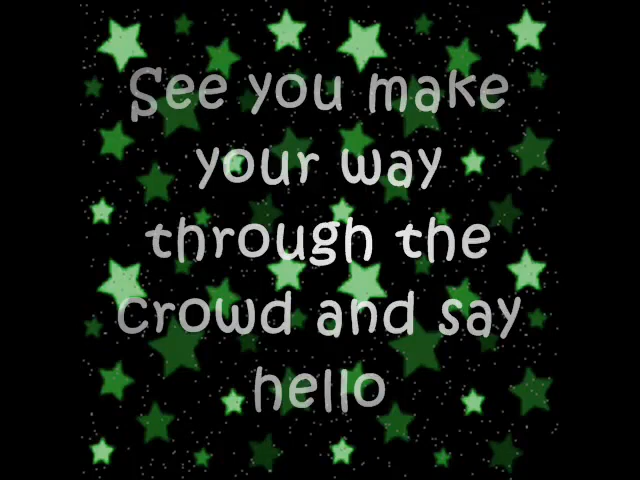 See you make
your way
through the
crowd and say
hello